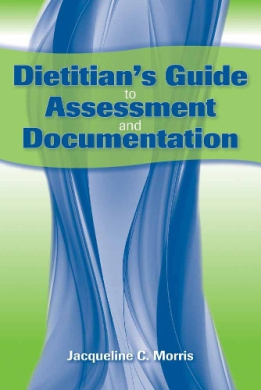 Dietitian's Guide
to
Assessment
and
Documentation
Jacqueline C. Morris